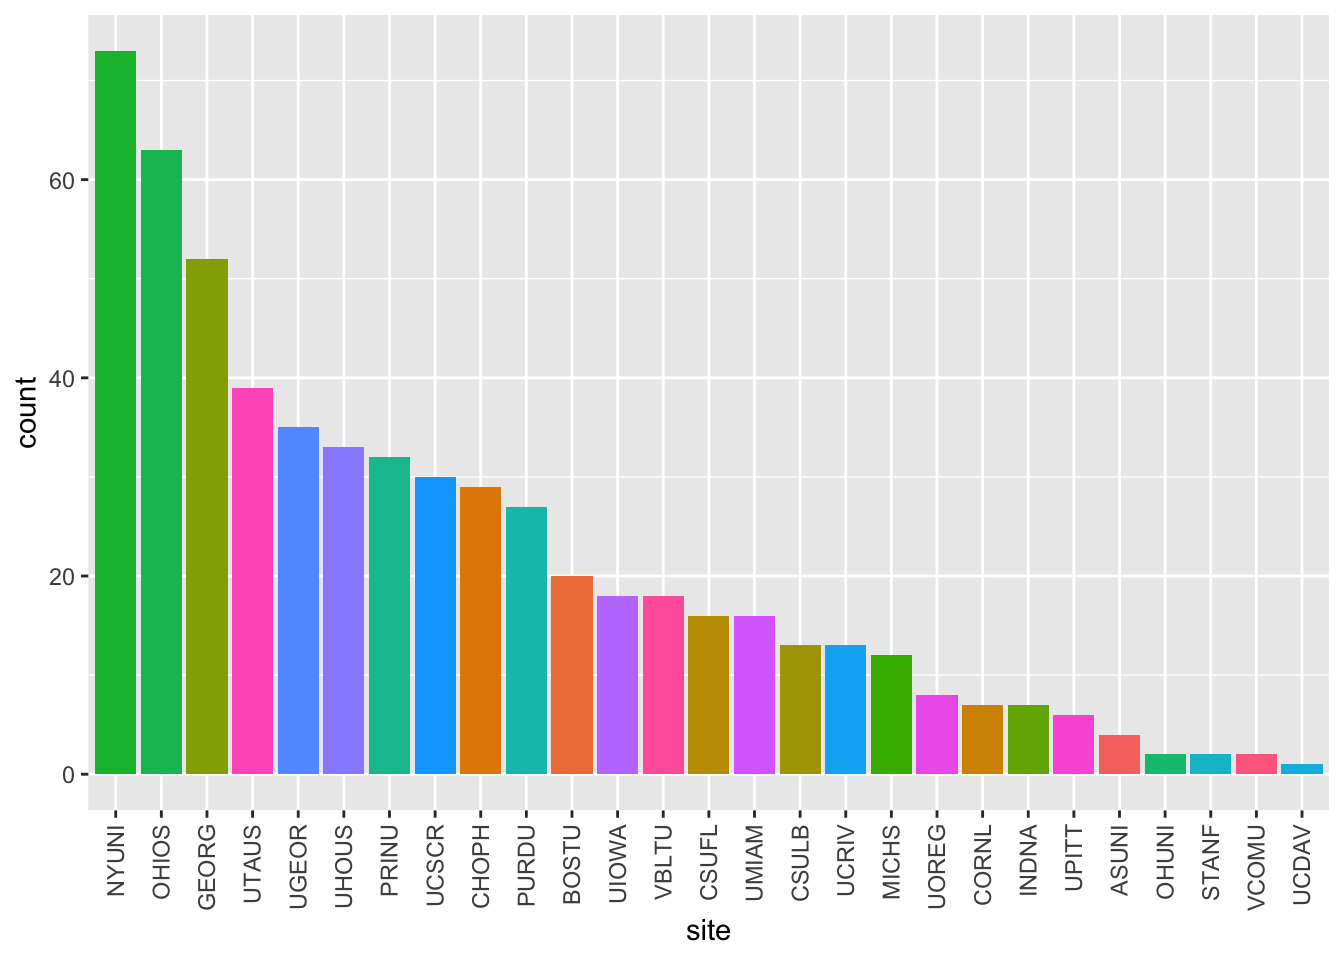 count
60
40
20
0
NYUNI
OHIOS
GEORG
UTAUS
UGEOR
UHOUS
PRINU
UCSCR
CHOPH
PURDU
BOSTU
UIOWA
VBLTU
CSUFL
UMIAM
CSULB
UCRIV
MICHS
UOREG
CORNL
INDNA
UPITT
ASUNI
OHUNI
STANF
VCOMU
UCDAV
site